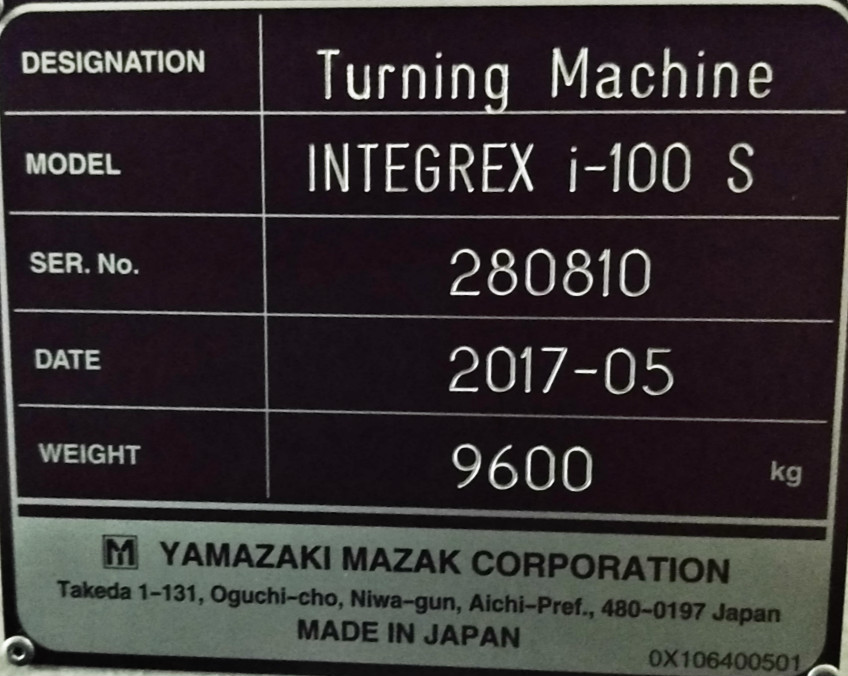 DESIGNATION Turning Machine
MODEL INTEGREX i-100 S
SER. No. 280810
DATE 2017-05
WEIGHT 9600 kg
M YAMAZAKI MAZAK CORPORATION
Takeda 1-131, Oguchi-cho, Niwa-gun, Aichi-Pref., 480-0197 Japan
MADE IN JAPAN
0X106400501